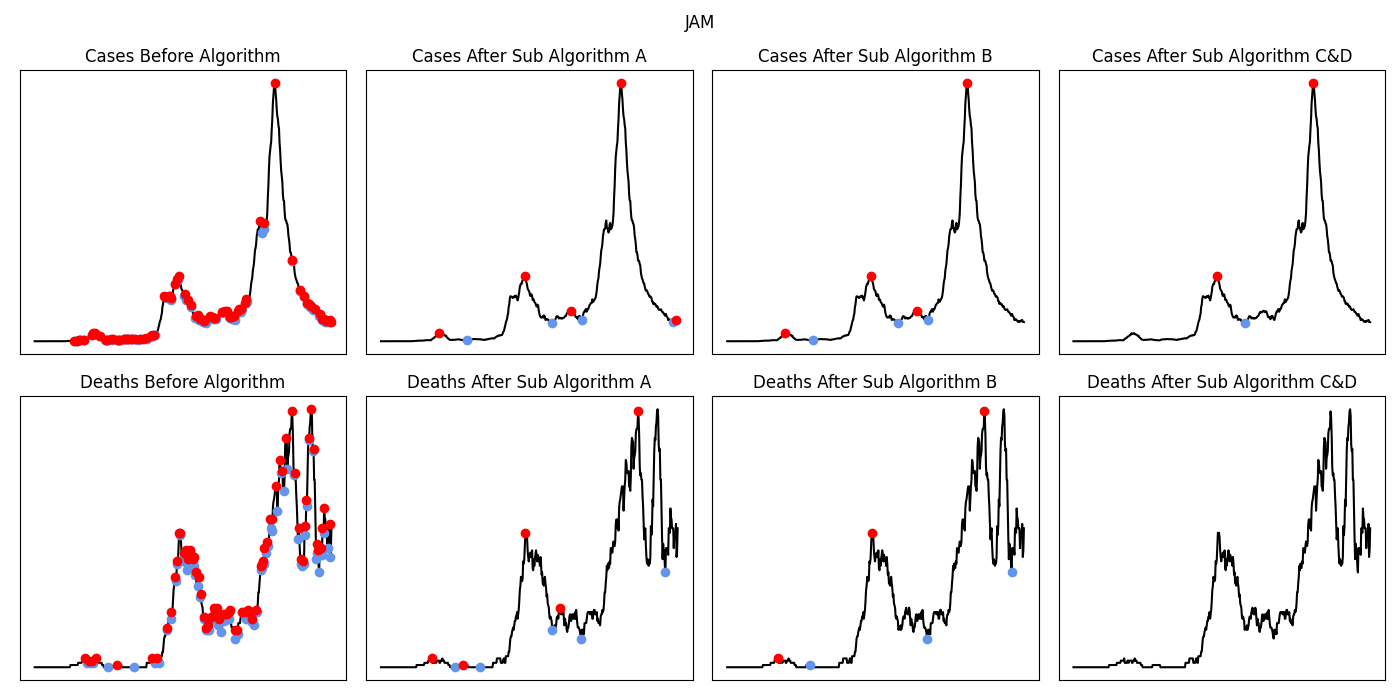 JAM
Cases Before Algorithm
Cases After Sub Algorithm A
Cases After Sub Algorithm B
Cases After Sub Algorithm C&D
Deaths Before Algorithm
Deaths After Sub Algorithm A
Deaths After Sub Algorithm B
Deaths After Sub Algorithm C&D